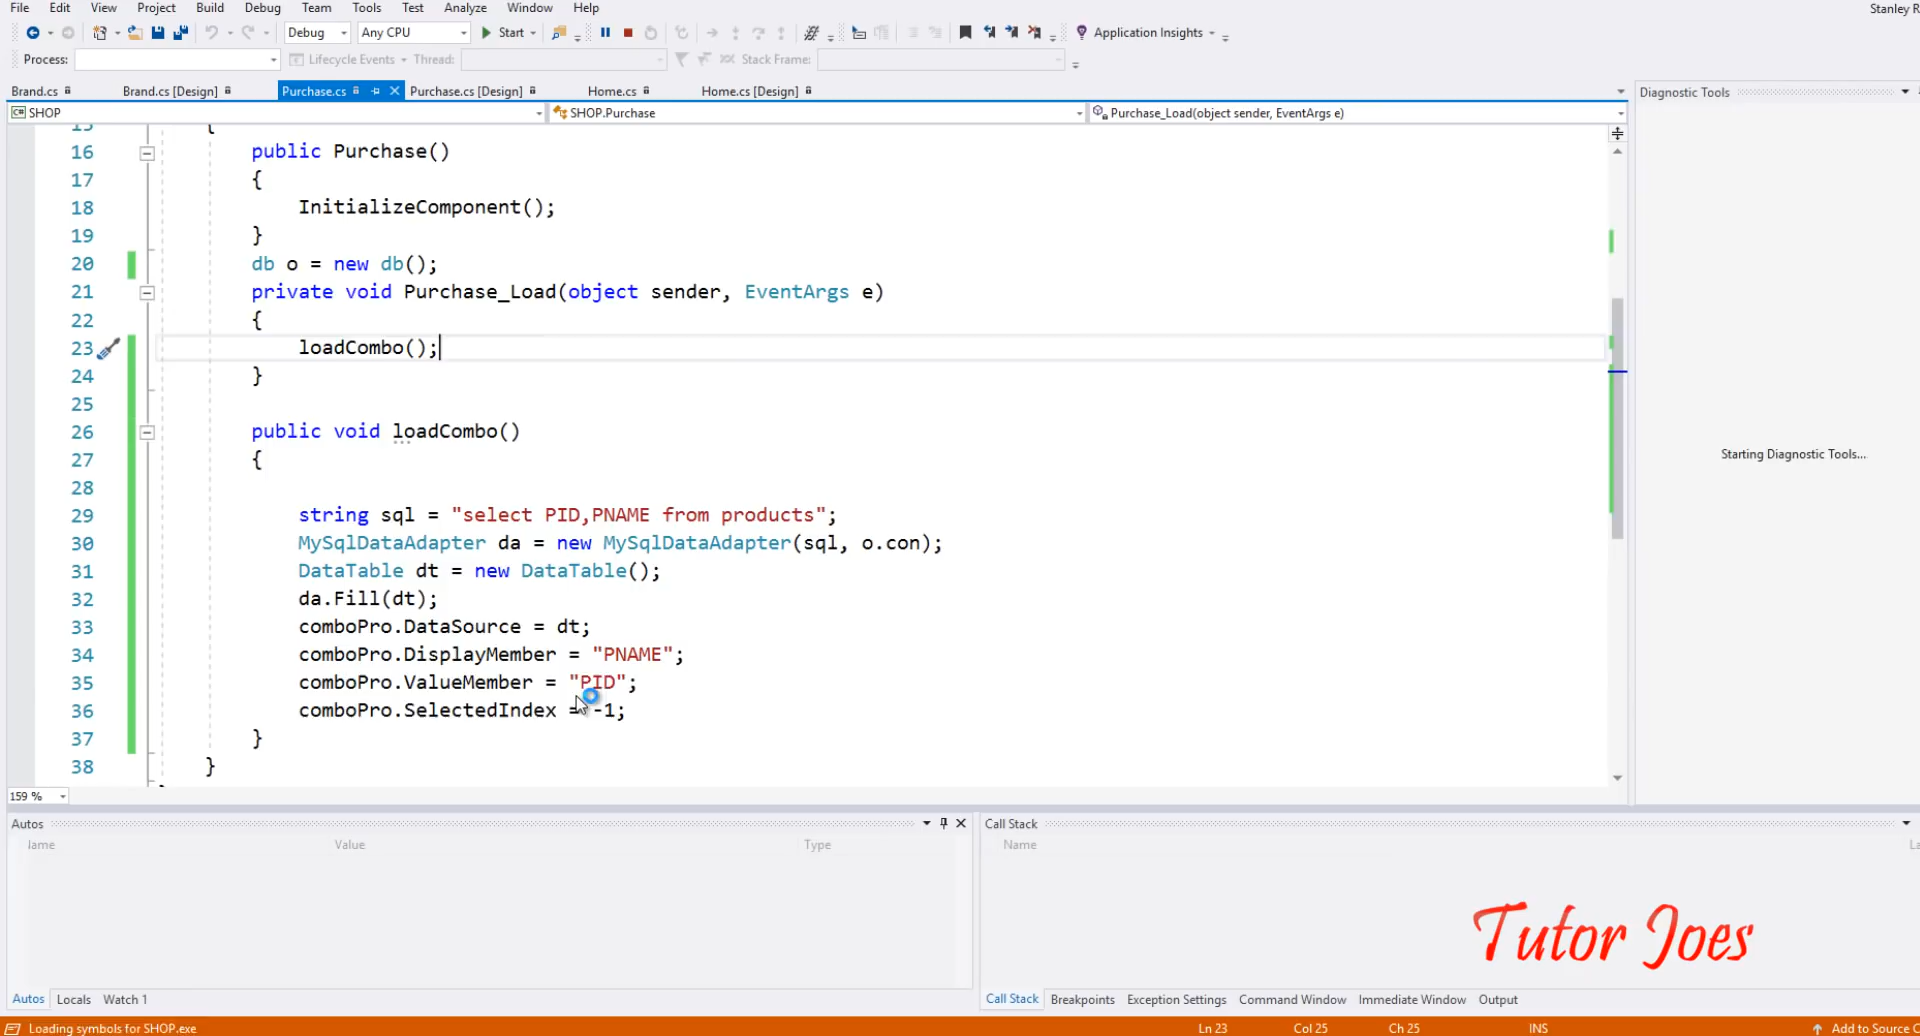 File Edit View Project Build Debug Team Tools Test Analyze Window Help
Stanley R
Debug Any CPU Start Application Insights
Process: Lifecycle Events Thread: Stack Frame:
Brand.cs Brand.cs [Design] Purchase.cs Purchase.cs [Design] Home.cs Home.cs [Design]
Diagnostic Tools
SHOP SHOP.Purchase Purchase_Load(object sender, EventArgs e)
15 {
16 public Purchase()
17 {
18 InitializeComponent();
19 }
20 db o = new db();
21 private void Purchase_Load(object sender, EventArgs e)
22 {
23 loadCombo();
24 }
25
26 public void loadCombo()
27 {
28
29 string sql = "select PID,PNAME from products";
30 MySqlDataAdapter da = new MySqlDataAdapter(sql, o.con);
31 DataTable dt = new DataTable();
32 da.Fill(dt);
33 comboPro.DataSource = dt;
34 comboPro.DisplayMember = "PNAME";
35 comboPro.ValueMember = "PID";
36 comboPro.SelectedIndex = -1;
37 }
38 }
Starting Diagnostic Tools...
159 %
Autos
Name Value Type
Call Stack
Name
Tutor Joes
Autos Locals Watch 1
Call Stack Breakpoints Exception Settings Command Window Immediate Window Output
Loading symbols for SHOP.exe Ln 23 Col 25 Ch 25 INS Add to Source C